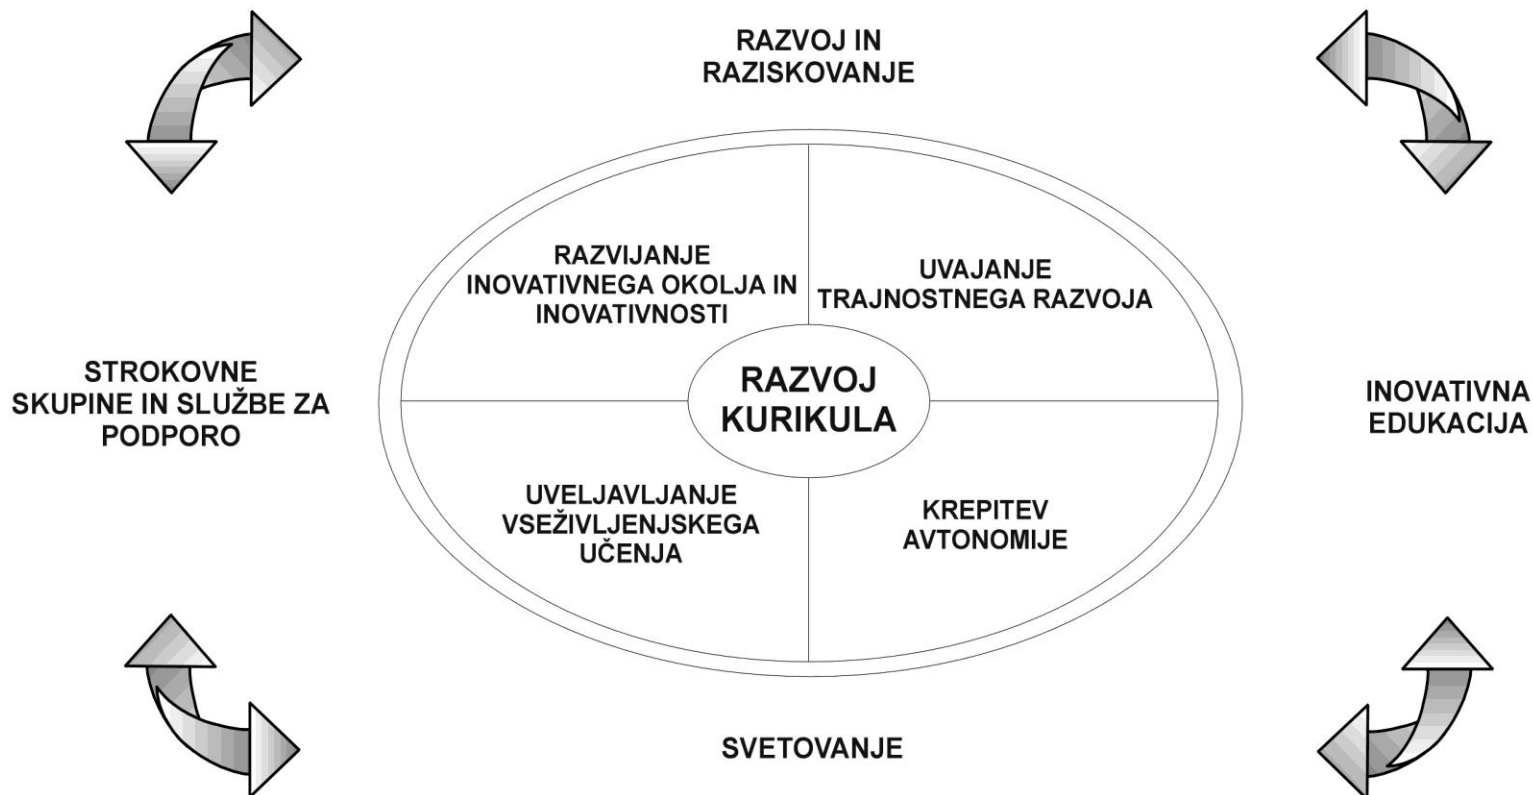 RAZVOJ IN
RAZISKOVANJE
RAZVIJANJE
INOVATIVNEGA OKOLJA IN
INOVATIVNOSTI
UVAJANJE
TRAJNOSTNEGA RAZVOJA
STROKOVNE
SKUPINE IN SLUŽBE ZA
PODPORO
RAZVOJ
KURIKULA
INOVATIVNA
EDUKACIJA
UVELJAVLJANJE
VSEŽIVLJENJSKEGA
UČENJA
KREPITEV
AVTONOMIJE
SVETOVANJE